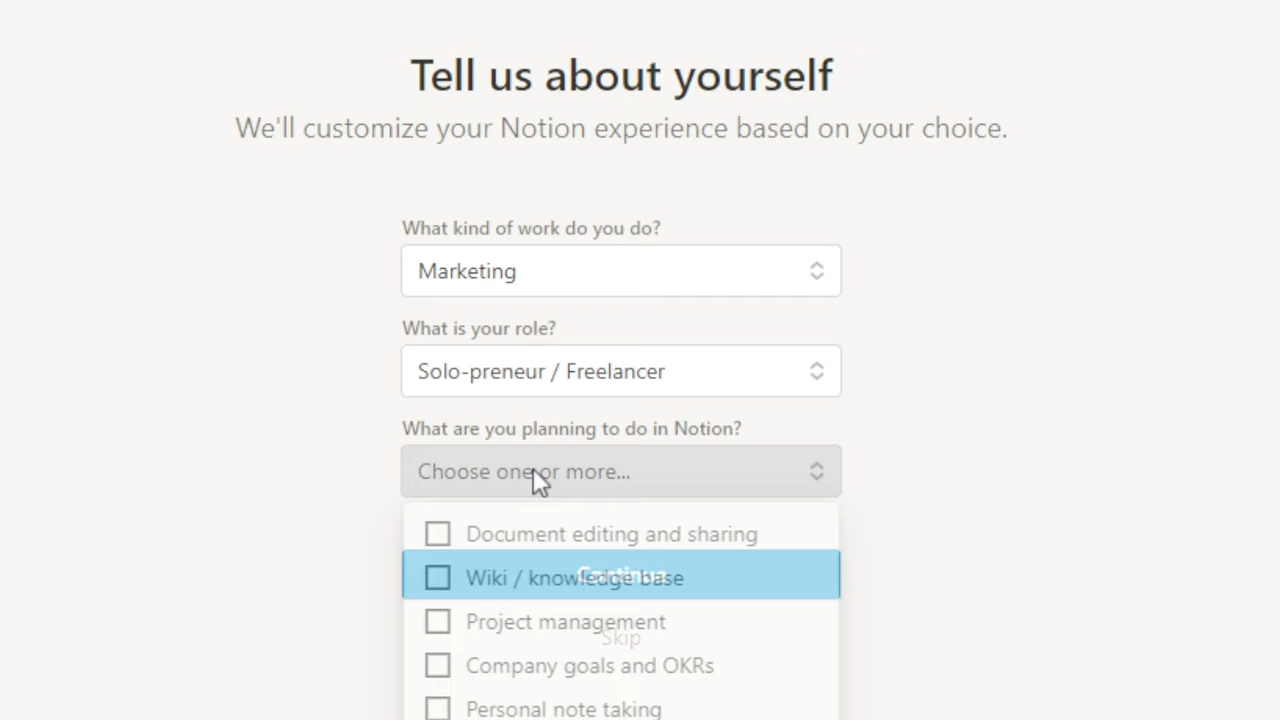 Tell us about yourself
We'll customize your Notion experience based on your choice.
What kind of work do you do?
Marketing
What is your role?
Solo-preneur / Freelancer
What are you planning to do in Notion?
Choose one or more...
Document editing and sharing
Continue
Wiki / knowledge base
Project management
Skip
Company goals and OKRs
Personal note taking